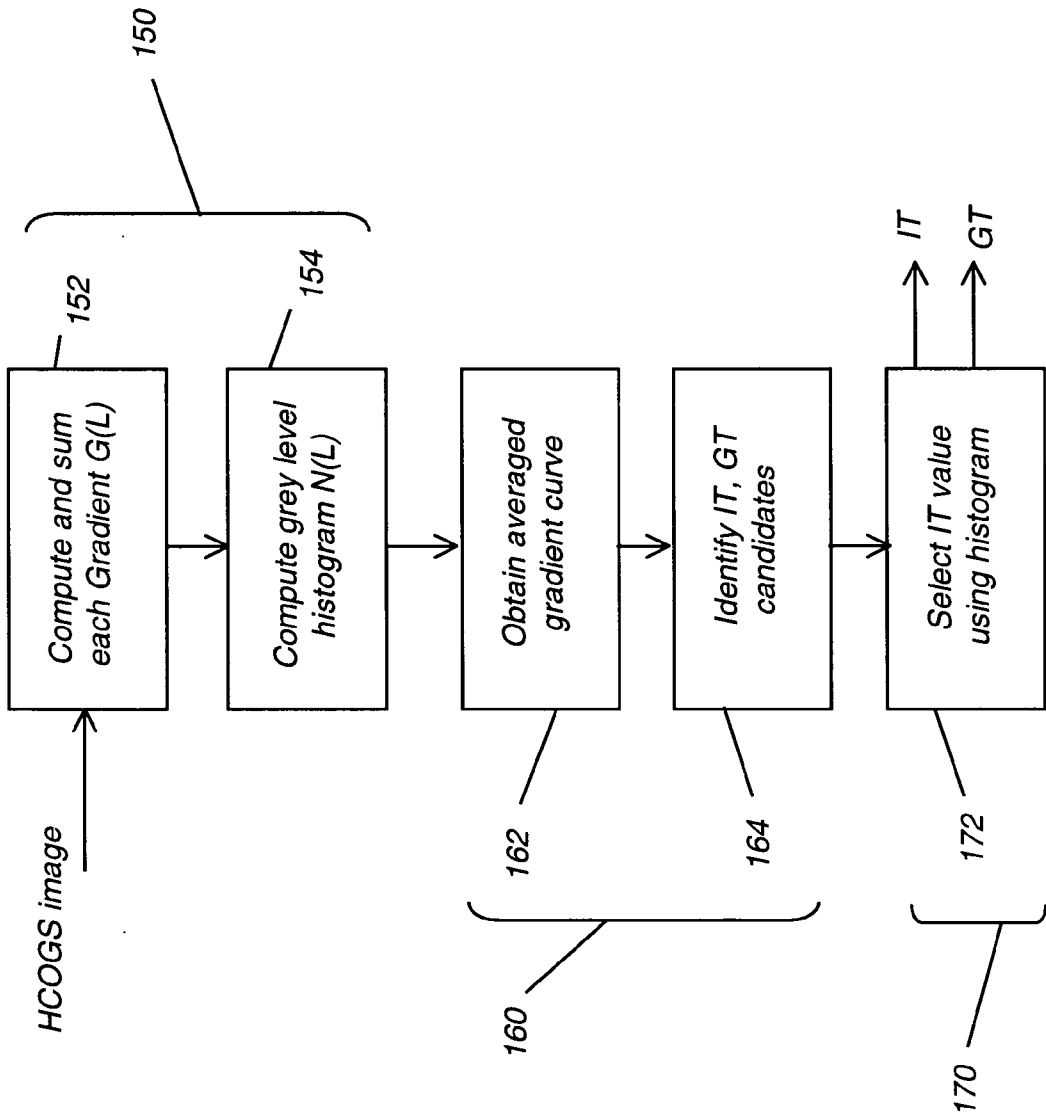 HCOGS image
Compute and sum
each Gradient G(L)
152
150
Compute grey level
histogram N(L)
154
Obtain averaged
gradient curve
162
160
Identify IT, GT
candidates
164
Select IT value
using histogram
172
170
IT
GT